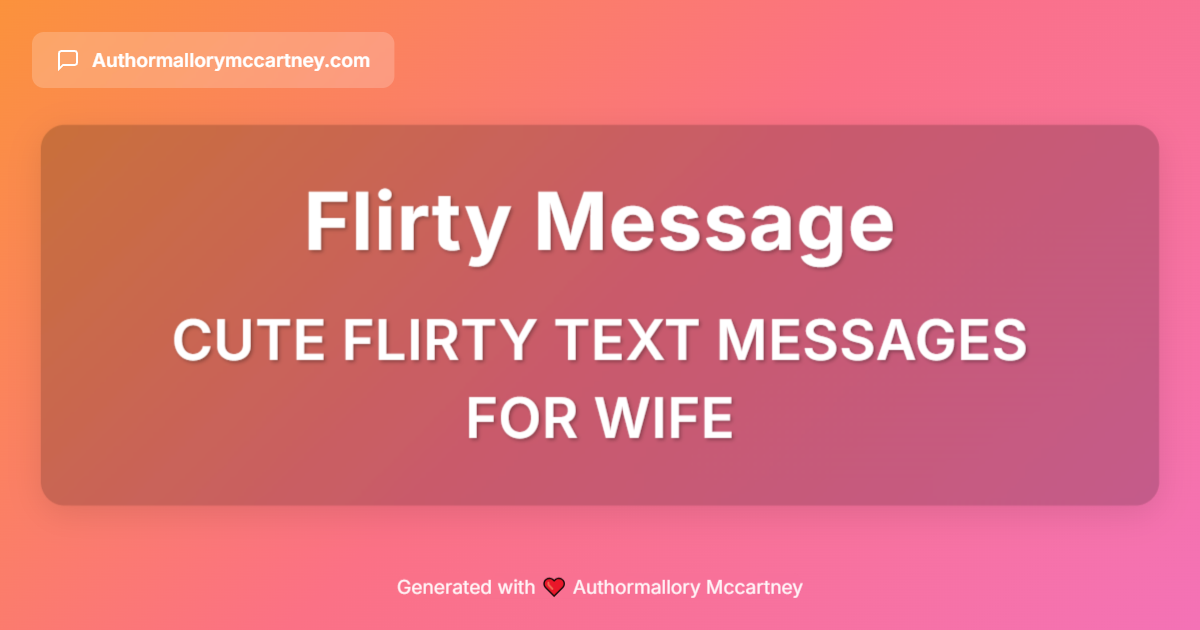 Authormallorymccartney.com
Flirty Message
CUTE FLIRTY TEXT MESSAGES
FOR WIFE
Generated with ❤️ Authormallory Mccartney